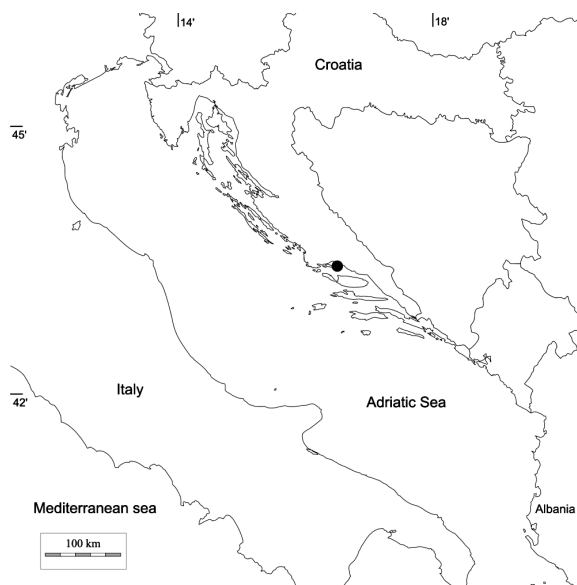 14'
18'
Croatia
45'
Italy
42'
Adriatic Sea
Mediterranean sea
Albania
100 km